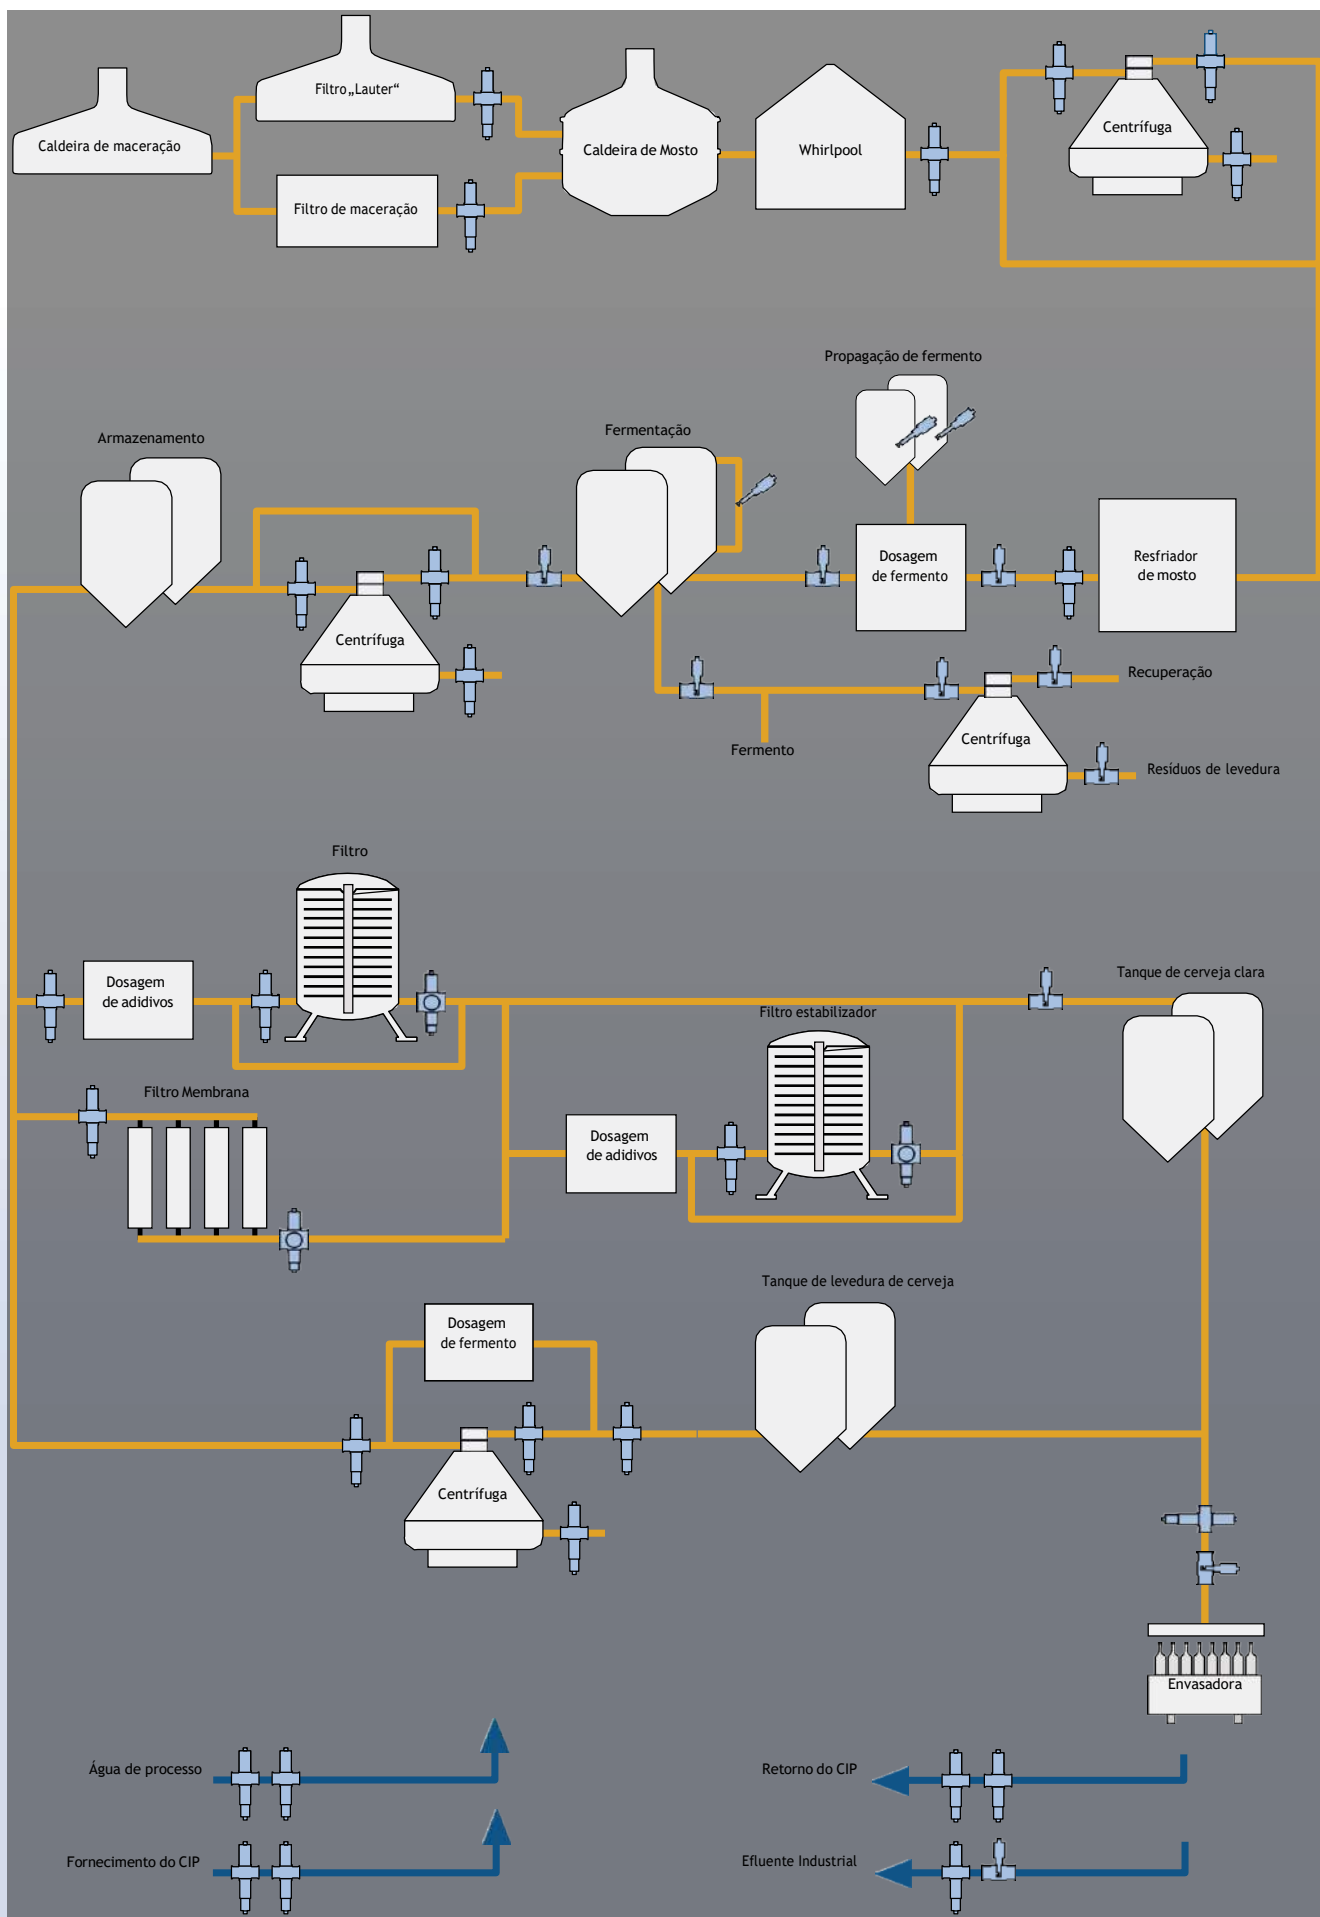 Filtro „Lauter“
Caldeira de maceração
Filtro de maceração
Caldeira de Mosto
Whirlpool
Centrífuga
Propagação de fermento
Armazenamento
Fermentação
Dosagem
de fermento
Resfriador
de mosto
Centrífuga
Recuperação
Fermento
Centrífuga
Resíduos de levedura
Filtro
Dosagem
de adidivos
Tanque de cerveja clara
Filtro estabilizador
Filtro Membrana
Dosagem
de adidivos
Tanque de levedura de cerveja
Dosagem
de fermento
Centrífuga
Envasadora
Água de processo
Retorno do CIP
Fornecimento do CIP
Efluente Industrial